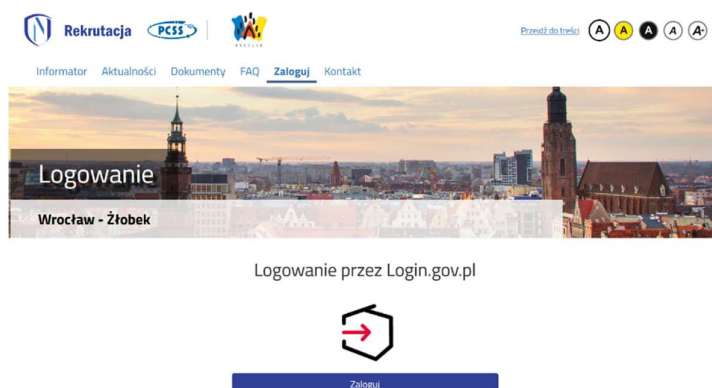 Rekrutacja PCSS
Przejdź do treści A A A A A+
Informator Aktualności Dokumenty FAQ Zaloguj Kontakt
Logowanie
Wrocław - Żłobek
Logowanie przez Login.gov.pl
Zaloguj